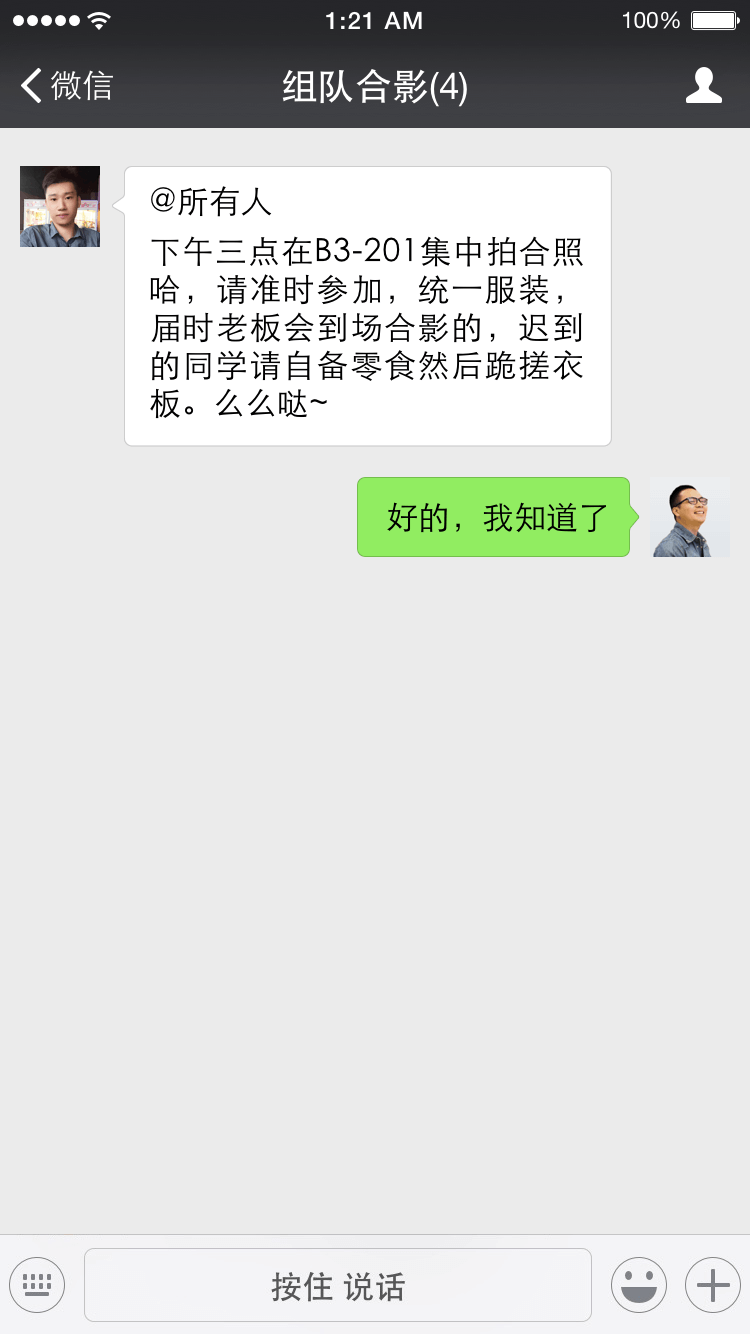 1:21 AM
100%
微信
组队合影(4)
@所有人
下午三点在B3-201集中拍合照
哈，请准时参加，统一服装，
届时老板会到场合影的，迟到
的同学请自备零食然后跪搓衣
板。么么哒~
好的，我知道了
按住 说话